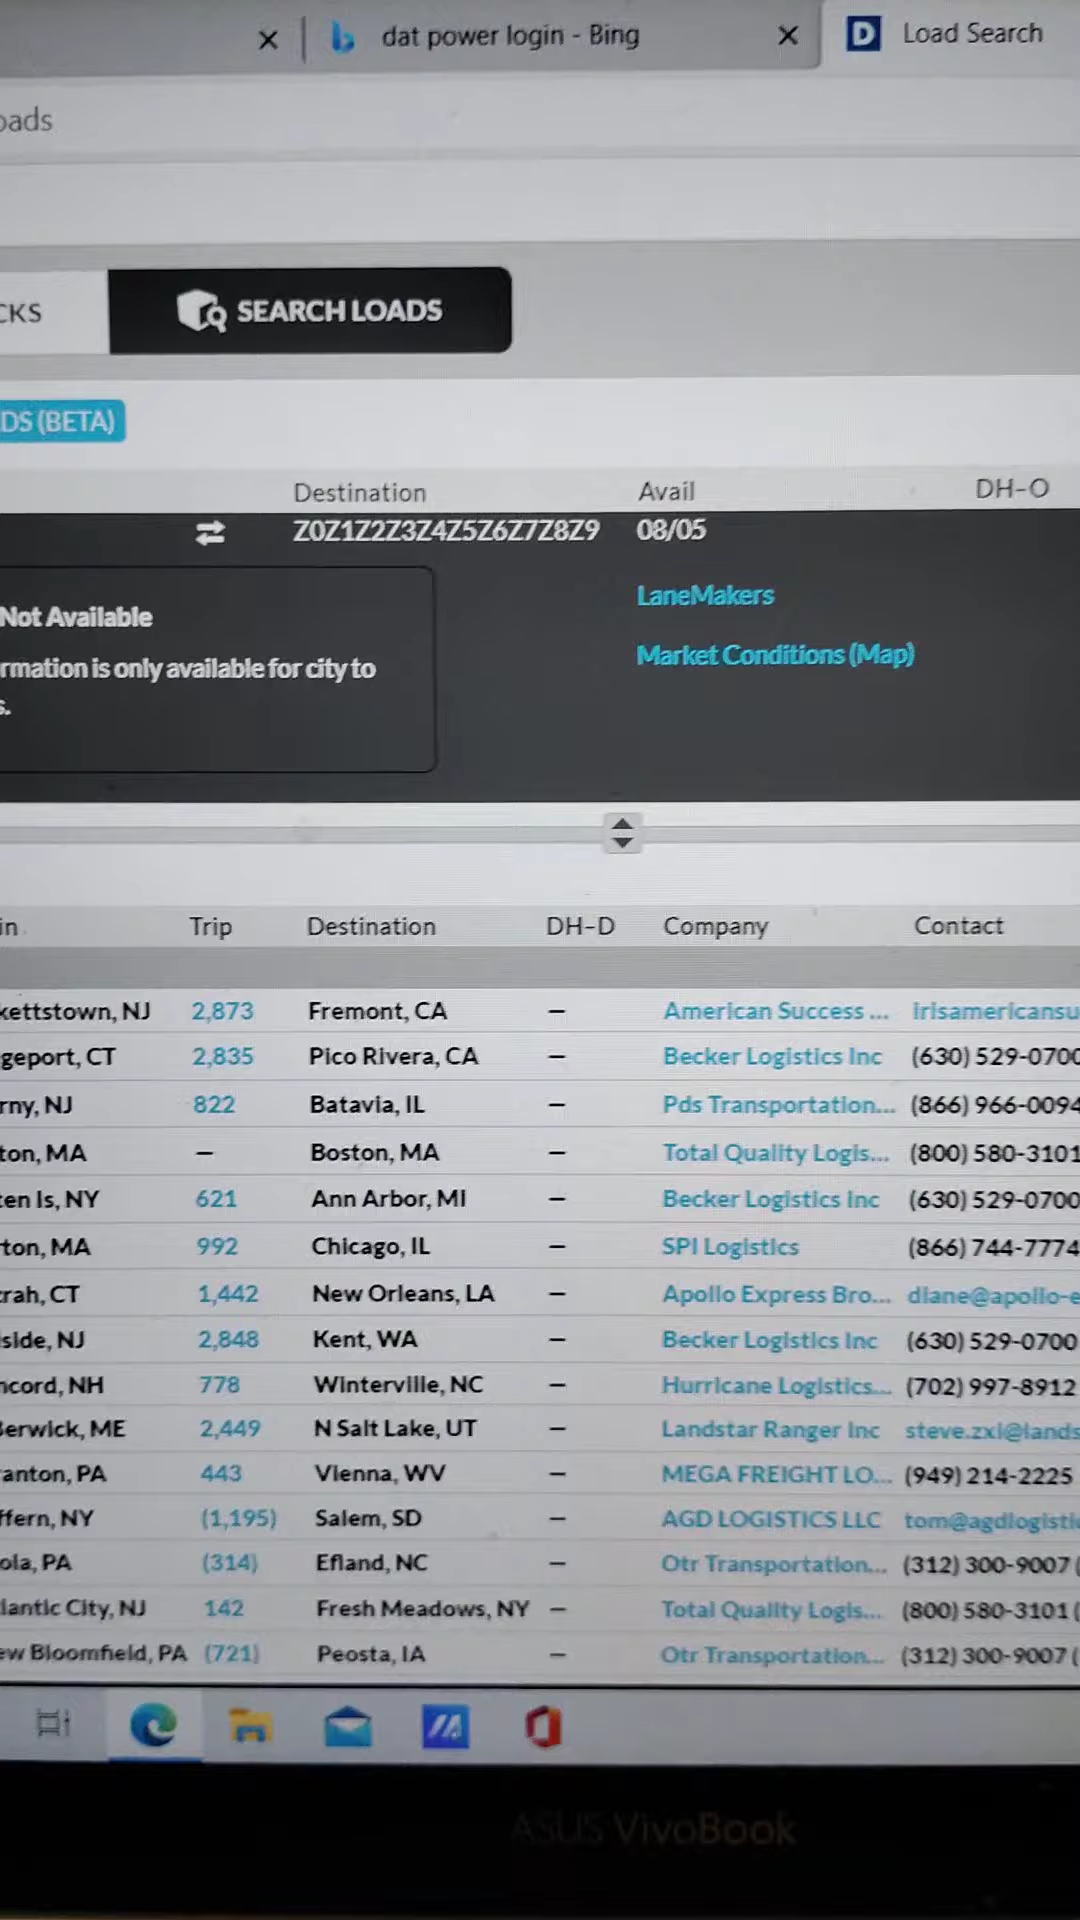 dat power login - Bing
Load Search
oads
CKS
SEARCH LOADS
DS (BETA)
Destination Avail DH-O
Z0Z1Z2Z3Z4Z5Z6Z7Z8Z9 08/05
LaneMakers
Not Available
Market Conditions (Map)
rmation is only available for city to
s.
in Trip Destination DH-D Company Contact
kettstown, NJ 2,873 Fremont, CA – American Success ... irisamericansu
geport, CT 2,835 Pico Rivera, CA – Becker Logistics Inc (630) 529-0700
rny, NJ 822 Batavia, IL – Pds Transportation... (866) 966-0094
ton, MA – Boston, MA – Total Quality Logis... (800) 580-3101
ten Is, NY 621 Ann Arbor, MI – Becker Logistics Inc (630) 529-0700
ton, MA 992 Chicago, IL – SPI Logistics (866) 744-7774
zrah, CT 1,442 New Orleans, LA – Apollo Express Bro... diane@apollo-e
side, NJ 2,848 Kent, WA – Becker Logistics Inc (630) 529-0700
ncord, NH 778 Winterville, NC – Hurricane Logistics... (702) 997-8912
Berwick, ME 2,449 N Salt Lake, UT – Landstar Ranger Inc steve.zxl@lands
anton, PA 443 Vienna, WV – MEGA FREIGHT LO... (949) 214-2225
ffern, NY (1,195) Salem, SD – AGD LOGISTICS LLC tom@agdlogistic
ola, PA (314) Efland, NC – Otr Transportation... (312) 300-9007 (
lantic City, NJ 142 Fresh Meadows, NY – Total Quality Logis... (800) 580-3101 (
ew Bloomfield, PA (721) Peosta, IA – Otr Transportation... (312) 300-9007 (
ASUS VivoBook